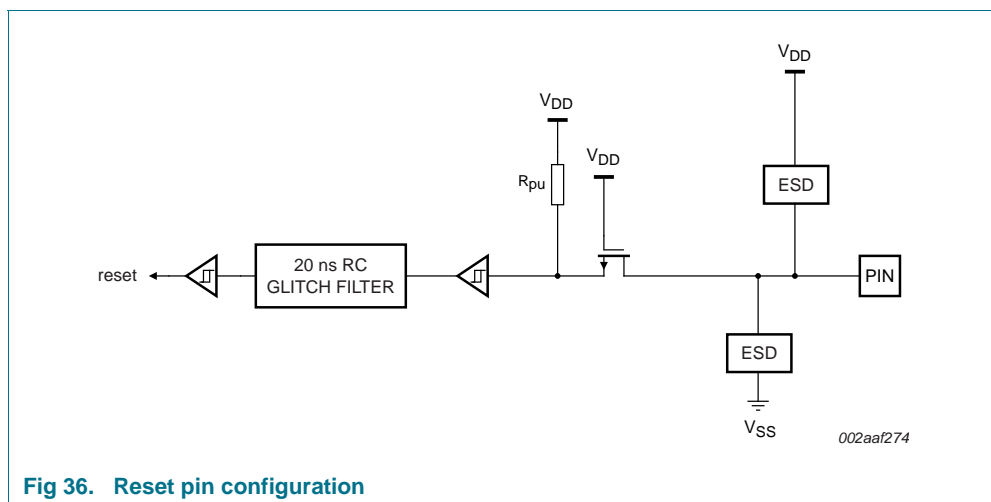 VDD
VDD
VDD
Rpu
ESD
reset
20 ns RC
GLITCH FILTER
PIN
ESD
VSS
002aaf274
Fig 36. Reset pin configuration